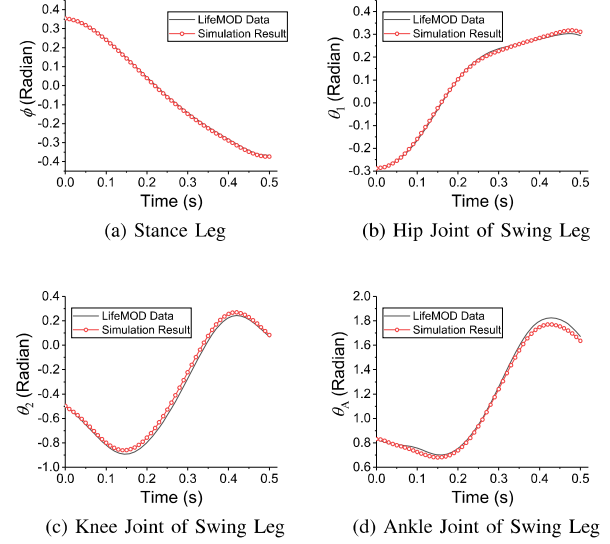 0.4
0.3
0.2
0.1
0.0
-0.1
-0.2
-0.3
-0.4
ϕ (Radian)
LifeMOD Data
Simulation Result
0.0 0.1 0.2 0.3 0.4 0.5
Time (s)
(a) Stance Leg
0.4
0.3
0.2
0.1
0.0
-0.1
-0.2
-0.3
θ1 (Radian)
LifeMOD Data
Simulation Result
0.0 0.1 0.2 0.3 0.4 0.5
Time (s)
(b) Hip Joint of Swing Leg
0.4
0.2
0.0
-0.2
-0.4
-0.6
-0.8
-1.0
θ2 (Radian)
LifeMOD Data
Simulation Result
0.0 0.1 0.2 0.3 0.4 0.5
Time (s)
(c) Knee Joint of Swing Leg
2.0
1.8
1.6
1.4
1.2
1.0
0.8
0.6
θA (Radian)
LifeMOD Data
Simulation Result
0.0 0.1 0.2 0.3 0.4 0.5
Time (s)
(d) Ankle Joint of Swing Leg